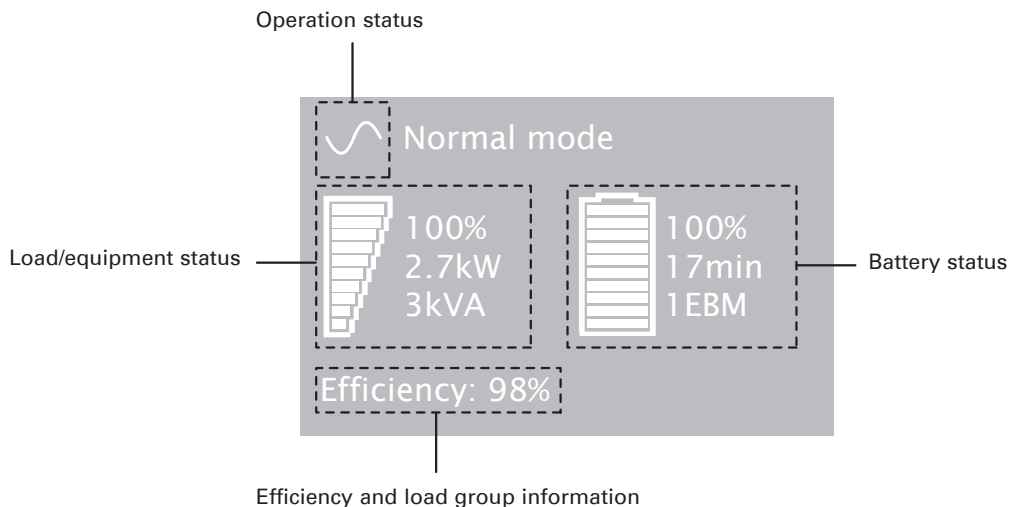 Operation status
Normal mode
Load/equipment status
100%
2.7kW
3kVA
100%
17min
1EBM
Battery status
Efficiency: 98%
Efficiency and load group information